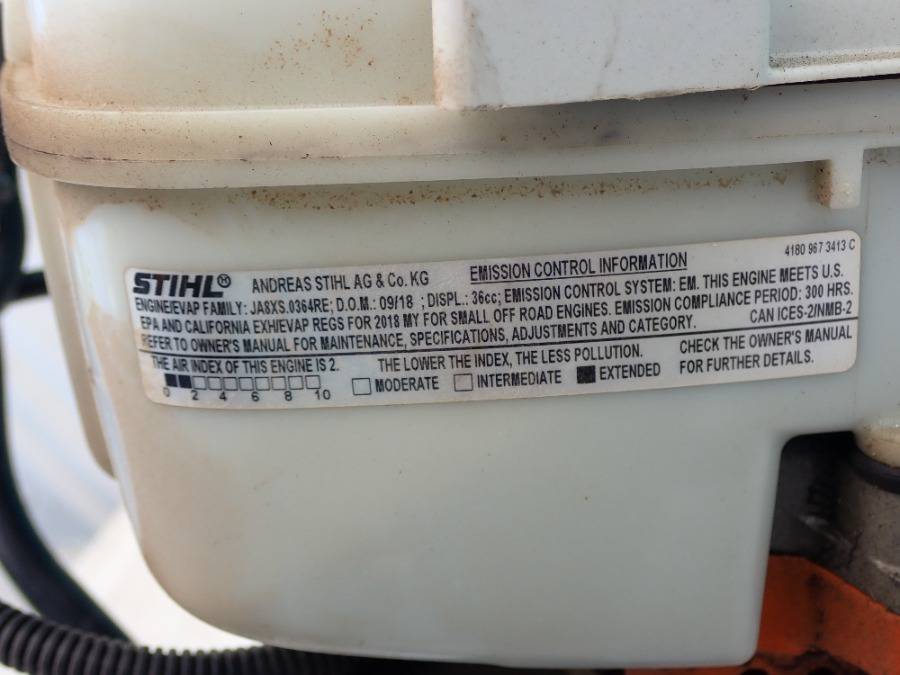 4180 967 3413 C
STIHL® ANDREAS STIHL AG & Co. KG EMISSION CONTROL INFORMATION
ENGINE/EVAP FAMILY: JA8XS.0364RE; D.O.M.: 09/18 ; DISPL.: 36cc; EMISSION CONTROL SYSTEM: EM. THIS ENGINE MEETS U.S.
EPA AND CALIFORNIA EXH/EVAP REGS FOR 2018 MY FOR SMALL OFF ROAD ENGINES. EMISSION COMPLIANCE PERIOD: 300 HRS.
REFER TO OWNER'S MANUAL FOR MAINTENANCE, SPECIFICATIONS, ADJUSTMENTS AND CATEGORY. CAN ICES-2/NMB-2
THE AIR INDEX OF THIS ENGINE IS 2. THE LOWER THE INDEX, THE LESS POLLUTION. CHECK THE OWNER'S MANUAL
0 2 4 6 8 10 MODERATE INTERMEDIATE EXTENDED FOR FURTHER DETAILS.